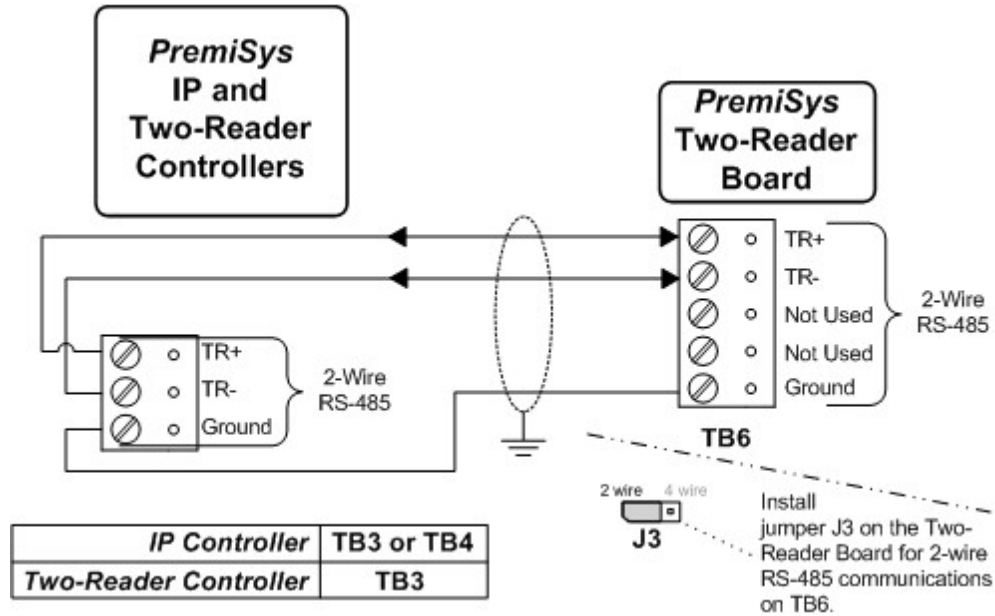 PremiSys
IP and
Two-Reader
Controllers
PremiSys
Two-Reader
Board
TR+
TR-
Not Used
Not Used
Ground
2-Wire
RS-485
TB6
TR+
TR-
Ground
2-Wire
RS-485
2 wire 4 wire
J3
Install
jumper J3 on the Two-
Reader Board for 2-wire
RS-485 communications
on TB6.
IP Controller TB3 or TB4
Two-Reader Controller TB3